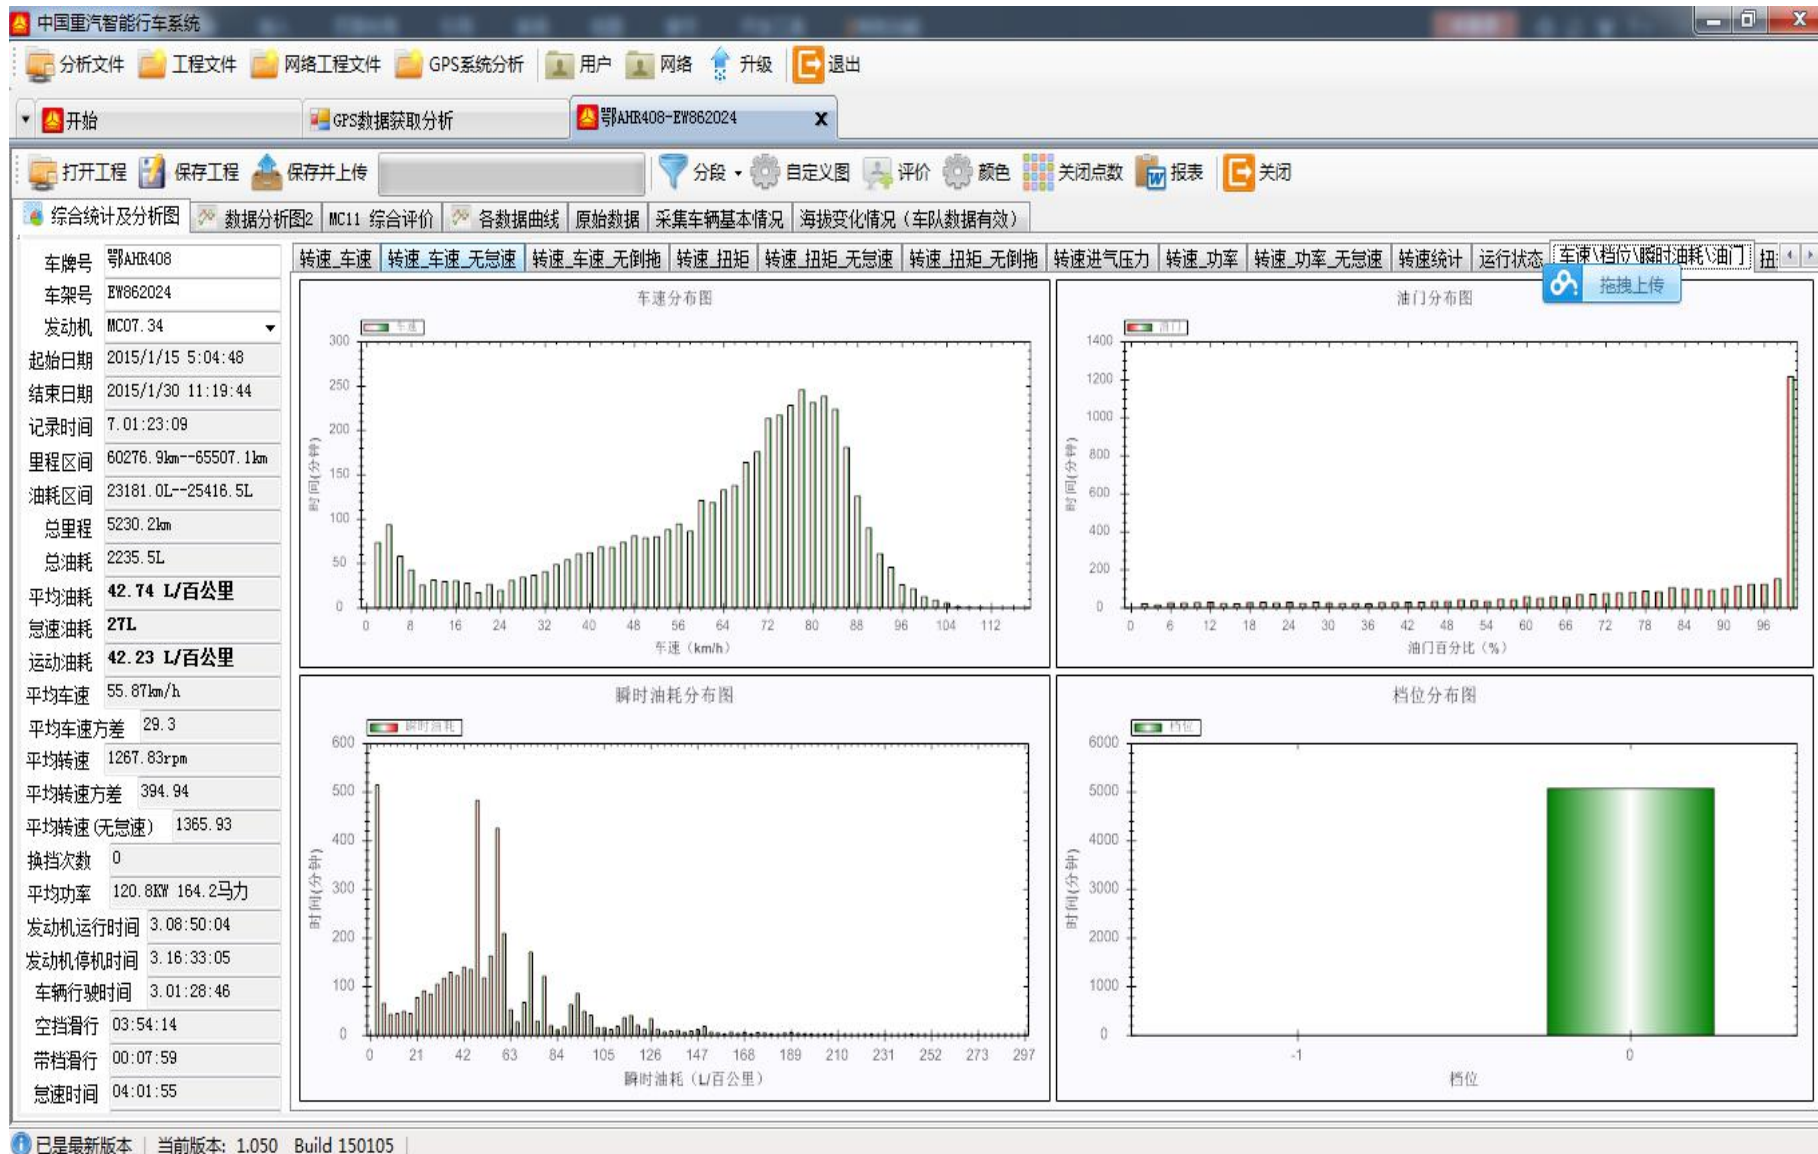 中国重汽智能行车系统
分析文件 工程文件 网络工程文件 GPS系统分析 用户 网络 升级 退出
开始 GPS数据获取分析 鄂AHR408-EW862024 X
打开工程 保存工程 保存并上传 分段 自定义图 评价 颜色 关闭点数 报表 关闭
综合统计及分析图 数据分析图2 MC11 综合评价 各数据曲线 原始数据 采集车辆基本情况 海拔变化情况（车队数据有效）
转速_车速 转速_车速_无怠速 转速_车速_无倒拖 转速_扭矩 转速_扭矩_无怠速 转速_扭矩_无倒拖 转速进气压力 转速_功率 转速_功率_无怠速 转速统计 运行状态 车速\档位\瞬时油耗\油门 扭
拖拽上传
车牌号 鄂AHR408
车架号 EW862024
发动机 MC07.34
起始日期 2015/1/15 5:04:48
结束日期 2015/1/30 11:19:44
记录时间 7.01:23:09
里程区间 60276.9km--65507.1km
油耗区间 23181.0L--25416.5L
总里程 5230.2km
总油耗 2235.5L
平均油耗 42.74 L/百公里
怠速油耗 27L
运动油耗 42.23 L/百公里
平均车速 55.87km/h
平均车速方差 29.3
平均转速 1267.83rpm
平均转速方差 394.94
平均转速(无怠速) 1365.93
换挡次数 0
平均功率 120.8KW 164.2马力
发动机运行时间 3.08:50:04
发动机停机时间 3.16:33:05
车辆行驶时间 3.01:28:46
空挡滑行 03:54:14
带档滑行 00:07:59
怠速时间 04:01:55
车速分布图
车速
300
250
200
150
100
50
0
时间(分钟)
0 8 16 24 32 40 48 56 64 72 80 88 96 104 112
车速（km/h）
油门分布图
油门
1400
1200
1000
800
600
400
200
0
时间(分钟)
0 6 12 18 24 30 36 42 48 54 60 66 72 78 84 90 96
油门百分比（%）
瞬时油耗分布图
瞬时油耗
600
500
400
300
200
100
0
时间(分钟)
0 21 42 63 84 105 126 147 168 189 210 231 252 273 297
瞬时油耗（L/百公里）
档位分布图
档位
6000
5000
4000
3000
2000
1000
0
时间(分钟)
-1 0
档位
已是最新版本 当前版本: 1.050 Build 150105